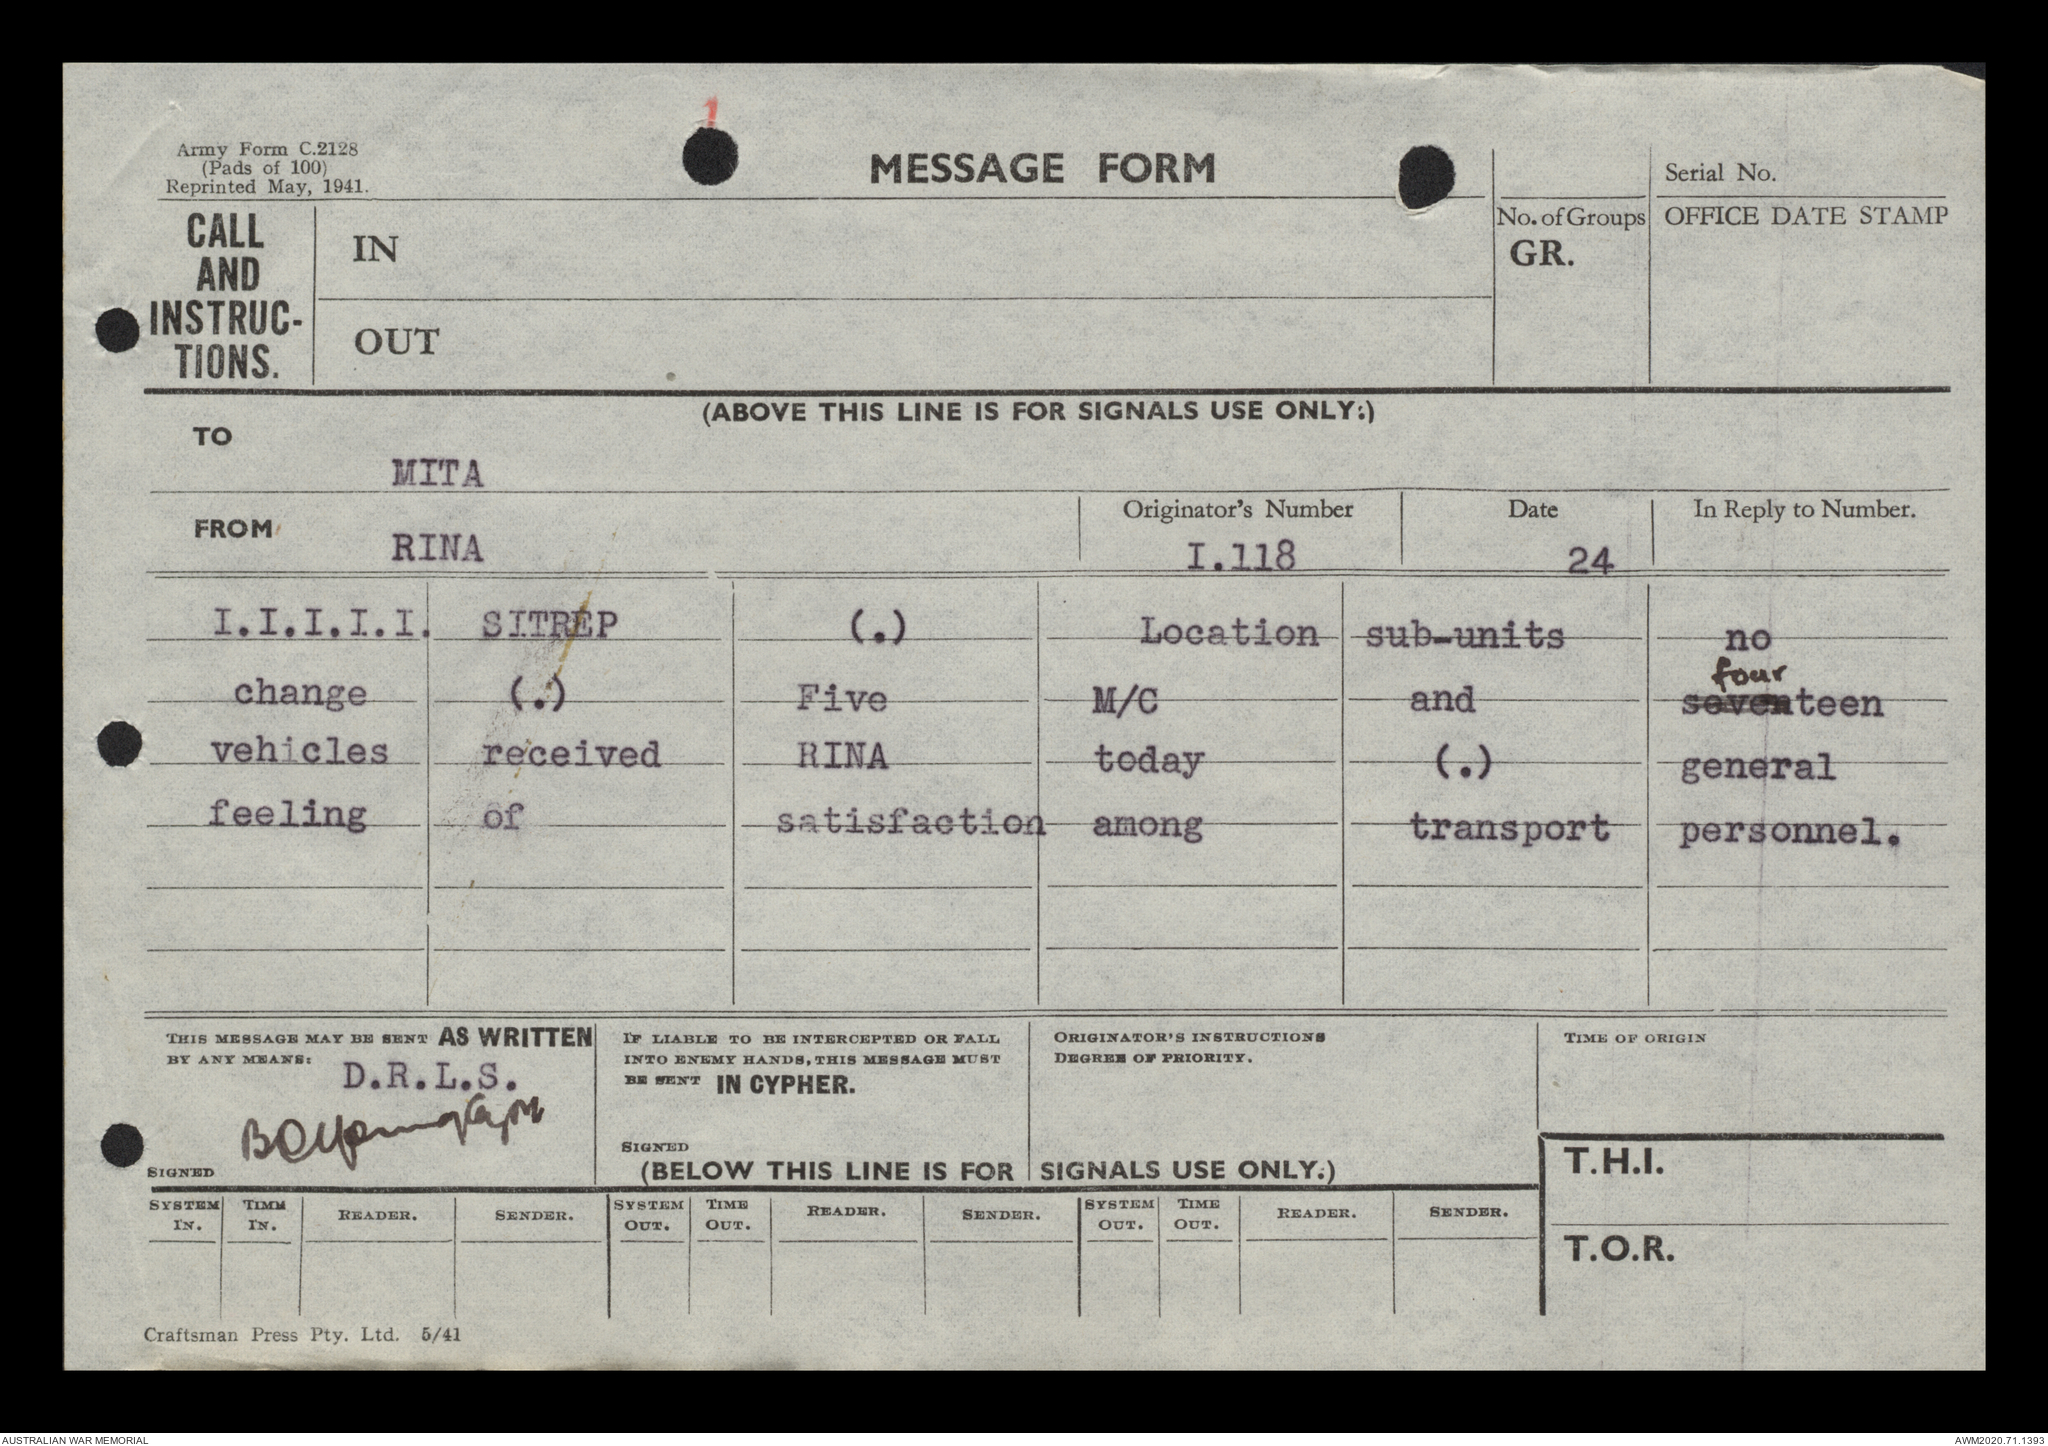 1
Army Form C.2128
(Pads of 100)
Reprinted May, 1941.
MESSAGE FORM
Serial No.
CALL
AND
INSTRUC-
TIONS.
IN
OUT
No. of Groups
GR.
OFFICE DATE STAMP
(ABOVE THIS LINE IS FOR SIGNALS USE ONLY.)
TO
MITA
FROM
RINA
Originator's Number
I.118
Date
24
In Reply to Number.
I.I.I.I.I. SITREP (.) Location sub-units no
four
change (.) Five M/C and seventeen
vehicles received RINA today (.) general
feeling of satisfaction among transport personnel.
THIS MESSAGE MAY BE SENT AS WRITTEN
BY ANY MEANS:
D.R.L.S.
SIGNED
IF LIABLE TO BE INTERCEPTED OR FALL
INTO ENEMY HANDS, THIS MESSAGE MUST
BE SENT IN CYPHER.
SIGNED
ORIGINATOR'S INSTRUCTIONS
DEGREE OF PRIORITY.
TIME OF ORIGIN
(BELOW THIS LINE IS FOR SIGNALS USE ONLY.)
T.H.I.
T.O.R.
SYSTEM IN. TIMM IN. READER. SENDER. SYSTEM OUT. TIME OUT. READER. SENDER. SYSTEM OUT. TIME OUT. READER. SENDER.
Craftsman Press Pty. Ltd. 5/41
AUSTRALIAN WAR MEMORIAL
AWM2020.71.1393